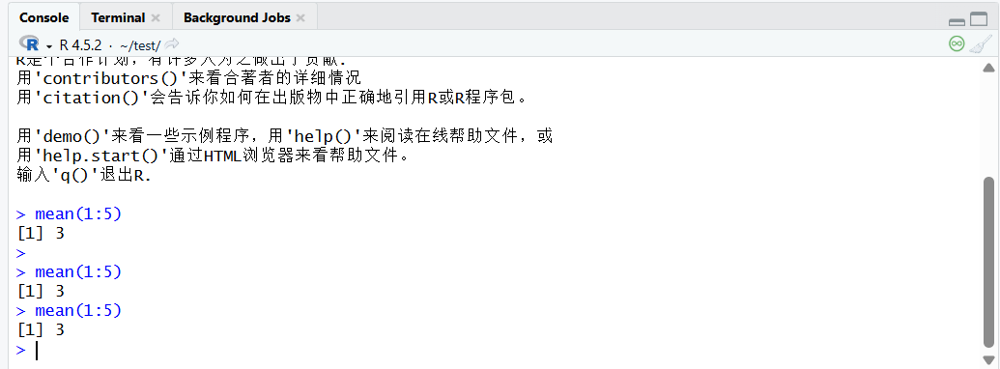 Console Terminal Background Jobs
R 4.5.2 · ~/test/
R是个合作计划，有许多人为之做出了贡献.
用'contributors()'来看合著者的详细情况
用'citation()'会告诉你如何在出版物中正确地引用R或R程序包。
用'demo()'来看一些示例程序，用'help()'来阅读在线帮助文件，或
用'help.start()'通过HTML浏览器来看帮助文件。
输入'q()'退出R.
> mean(1:5)
[1] 3
>
> mean(1:5)
[1] 3
> mean(1:5)
[1] 3
>